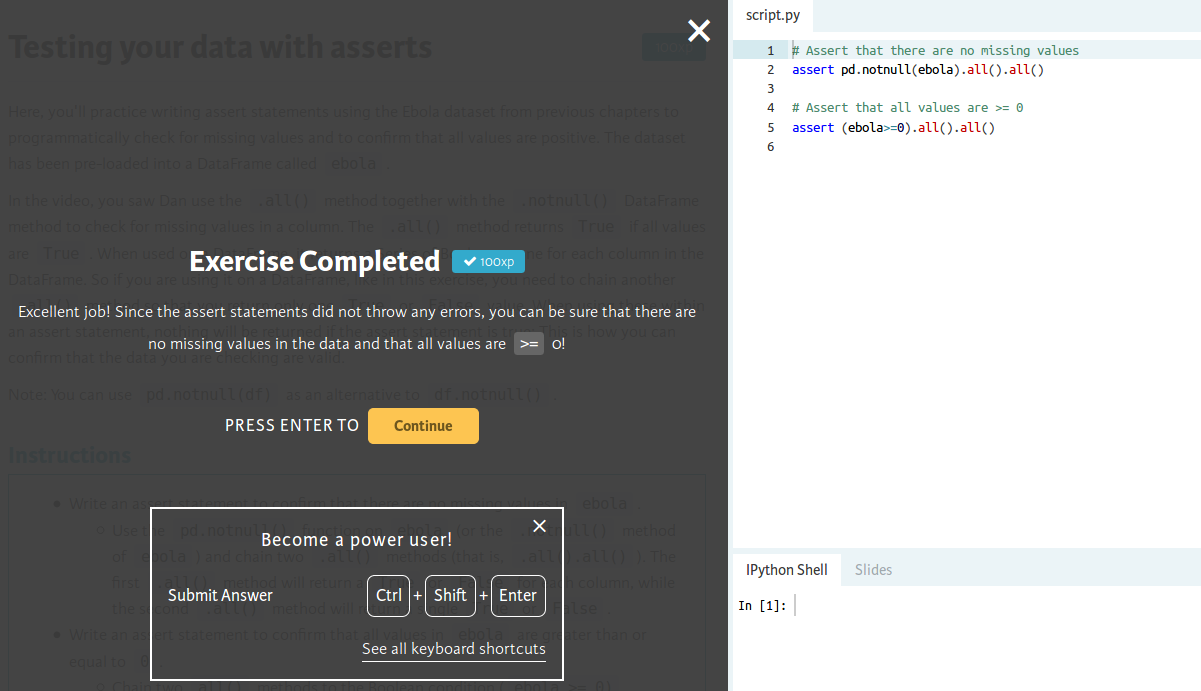 Testing your data with asserts
Here, you'll practice writing assert statements using the Ebola dataset from previous chapters to
programmatically check for missing values and to confirm that all values are positive. The dataset
has been pre-loaded into a DataFrame called ebola .
In the video, you saw Dan use the .all() method together with the .notnull() DataFrame
method to check for missing values in a column. The .all() method returns True if all values
are True . When used on a DataFrame, for each column in the
Exercise Completed 100xp
DataFrame. So if you are using it on a DataFrame, like in this exercise, you need to chain another
Excellent job! Since the assert statements did not throw any errors, you can be sure that there are
an assert statement, nothing will be returned if the assert statement is true: This is how you can
no missing values in the data and that all values are >= 0!
confirm that the data you are checking are valid.
Note: You can use pd.notnull(df) as an alternative to df.notnull() .
PRESS ENTER TO Continue
Instructions
Write an assert statement to confirm that there are no missing values in ebola .
Use the pd.notnull() function on ebola (or the .notnull() method
Become a power user!
of ebola ) and chain two .all() methods (that is, .all().all() ). The
first .all() method will return a True or False for each column, while
Submit Answer Ctrl + Shift + Enter
the second .all() method will return a single True or False .
Write an assert statement to confirm that all values in ebola are greater than or
See all keyboard shortcuts
equal to 0 .
Chain two .all() methods to the Boolean condition ( ebola >= 0)
script.py
1 # Assert that there are no missing values
2 assert pd.notnull(ebola).all().all()
3
4 # Assert that all values are >= 0
5 assert (ebola>=0).all().all()
6
IPython Shell Slides
In [1]: